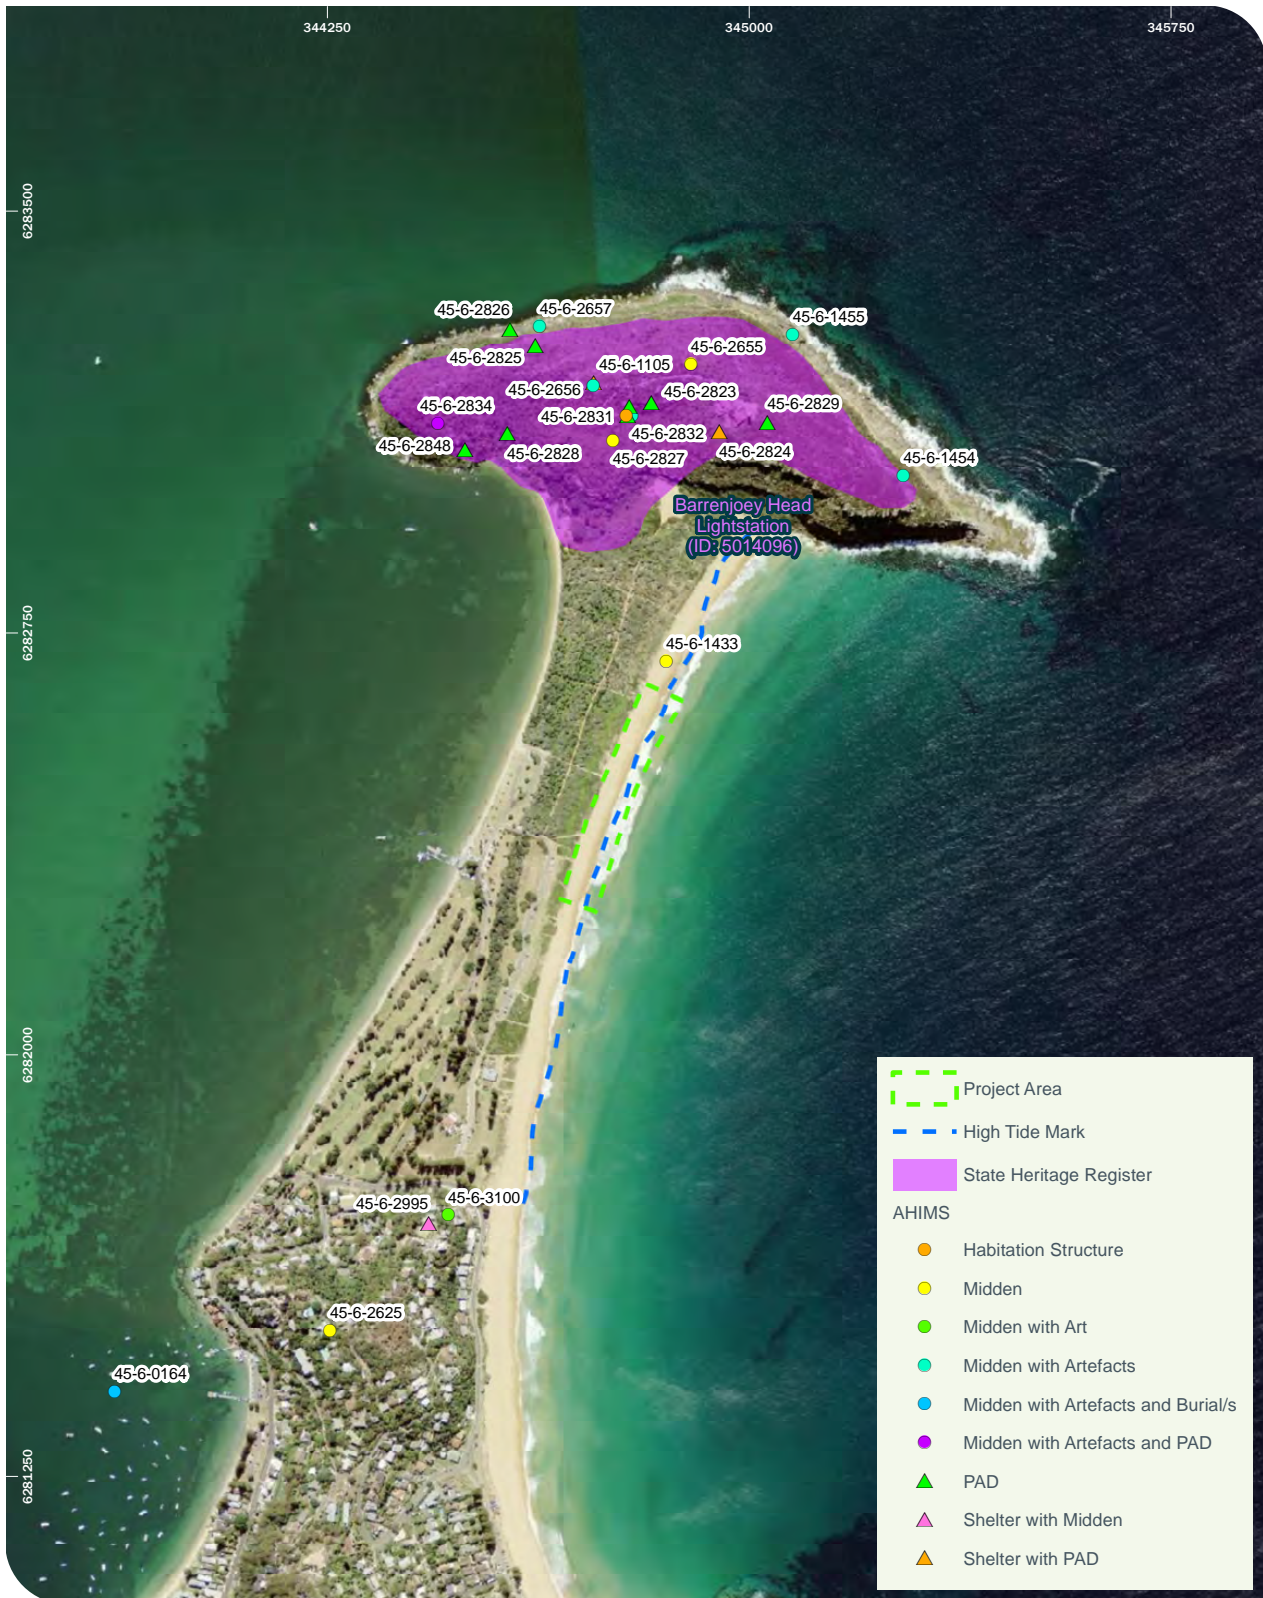 344250
345000
345750
6283500
6282750
6282000
6281250
45-6-2826
45-6-2657
45-6-1455
45-6-2825
45-6-2655
45-6-1105
45-6-2656
45-6-2823
45-6-2834
45-6-2831
45-6-2829
45-6-2832
45-6-2848
45-6-2828
45-6-2827
45-6-2824
45-6-1454
Barrenjoey Head
Lightstation
(ID: 5014096)
45-6-1433
45-6-2995
45-6-3100
45-6-2625
45-6-0164
Project Area
High Tide Mark
State Heritage Register
AHIMS
Habitation Structure
Midden
Midden with Art
Midden with Artefacts
Midden with Artefacts and Burial/s
Midden with Artefacts and PAD
PAD
Shelter with Midden
Shelter with PAD